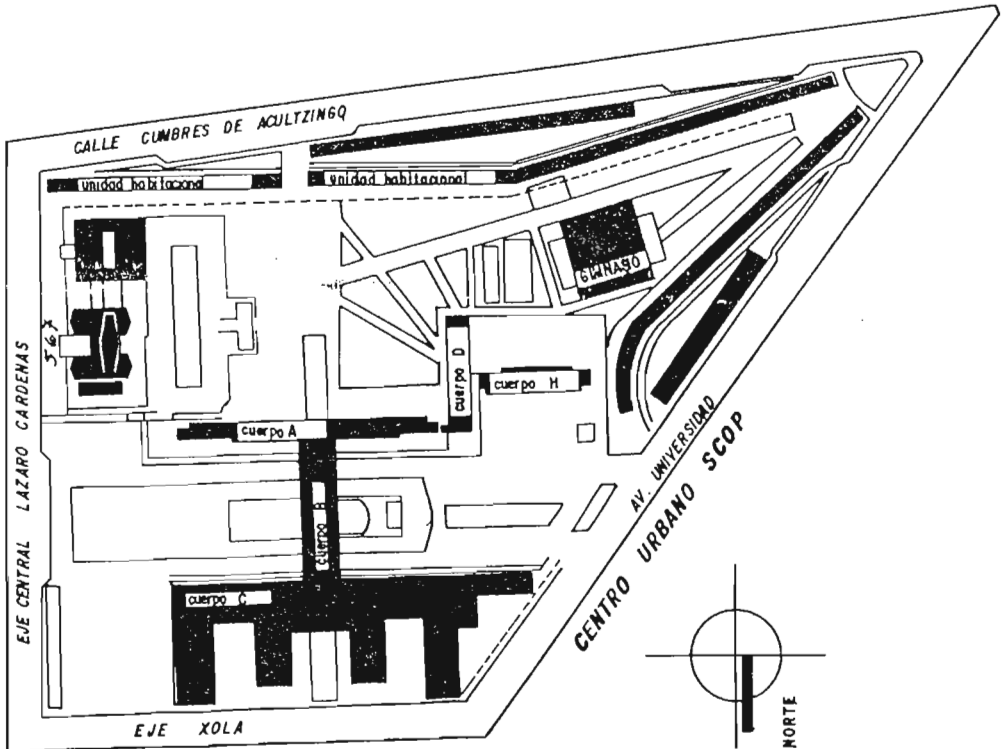 CALLE CUMBRES DE ACULTZINGO
unidad habitacional
unidad habitacional
GIMNASIO
567
cuerpo D
cuerpo H
cuerpo A
EJE CENTRAL LAZARO CARDENAS
cuerpo B
AV. UNIVERSIDAD
CENTRO URBANO SCOP
cuerpo C
EJE XOLA
NORTE